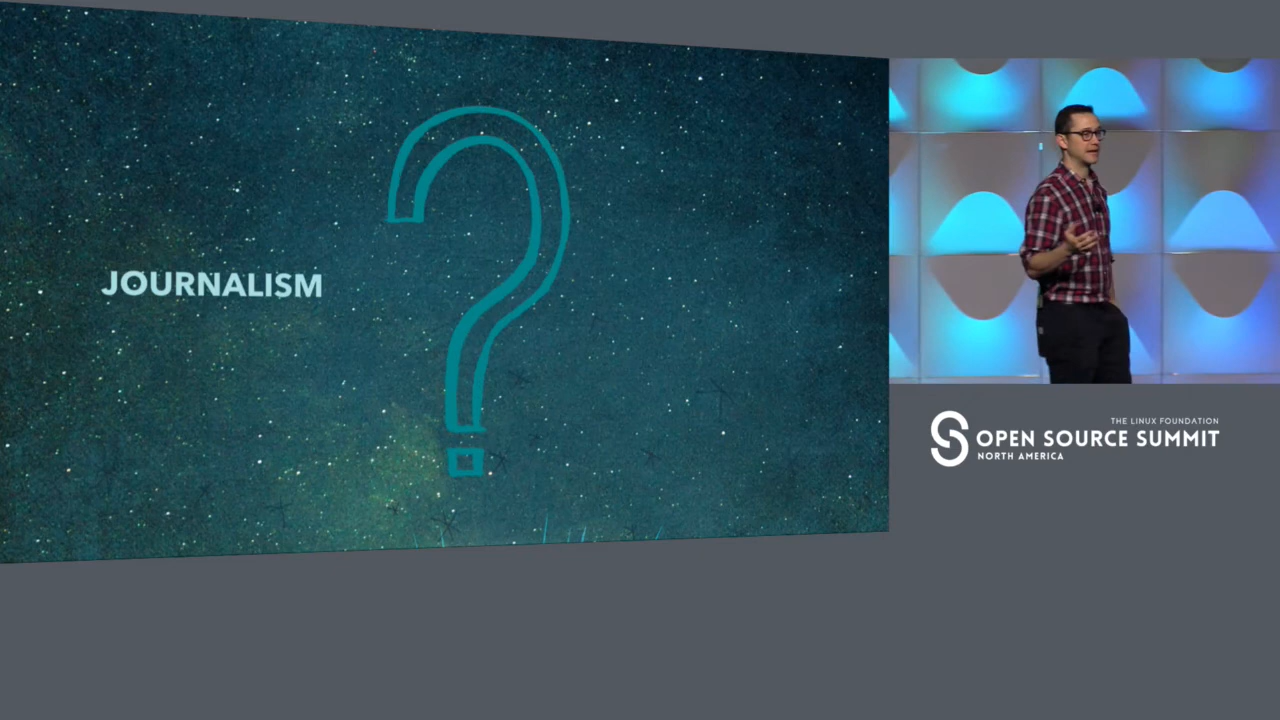 JOURNALISM
?
THE LINUX FOUNDATION
OPEN SOURCE SUMMIT
NORTH AMERICA